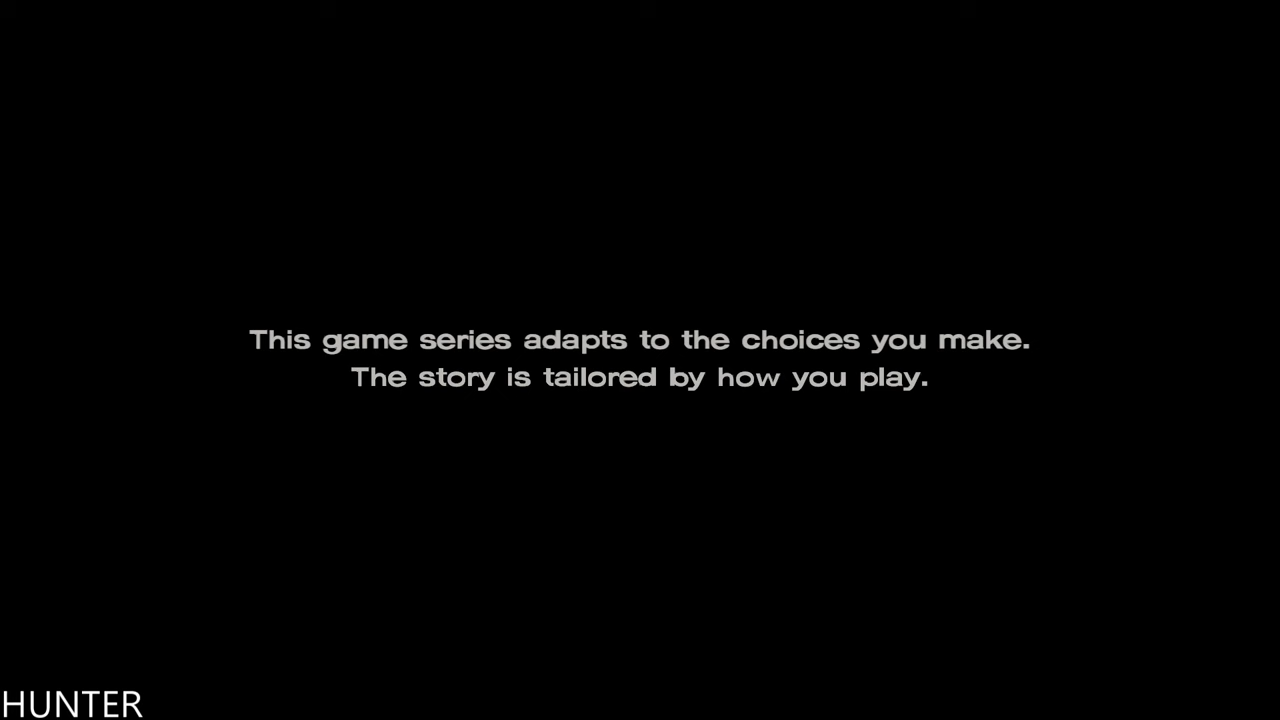 This game series adapts to the choices you make.
The story is tailored by how you play.
HUNTER